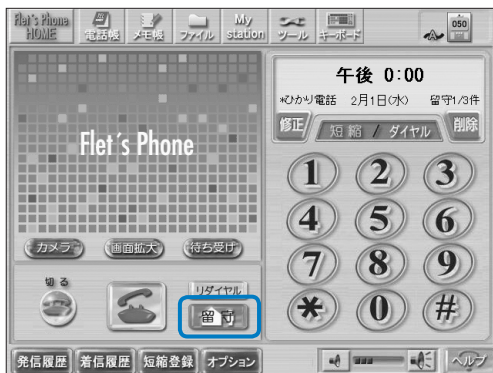 Flet's Phone HOME
電話帳
メモ帳
ファイル
My station
ツール
キーボード
050
午後 0:00
*ひかり電話 2月1日(水) 留守1/3件
修正 短縮 / ダイヤル 削除
Flet's Phone
1 2 3
4 5 6
7 8 9
* 0 #
カメラ 画面拡大 待ち受け
切る
リダイヤル
留守
発信履歴 着信履歴 短縮登録 オプション
ヘルプ